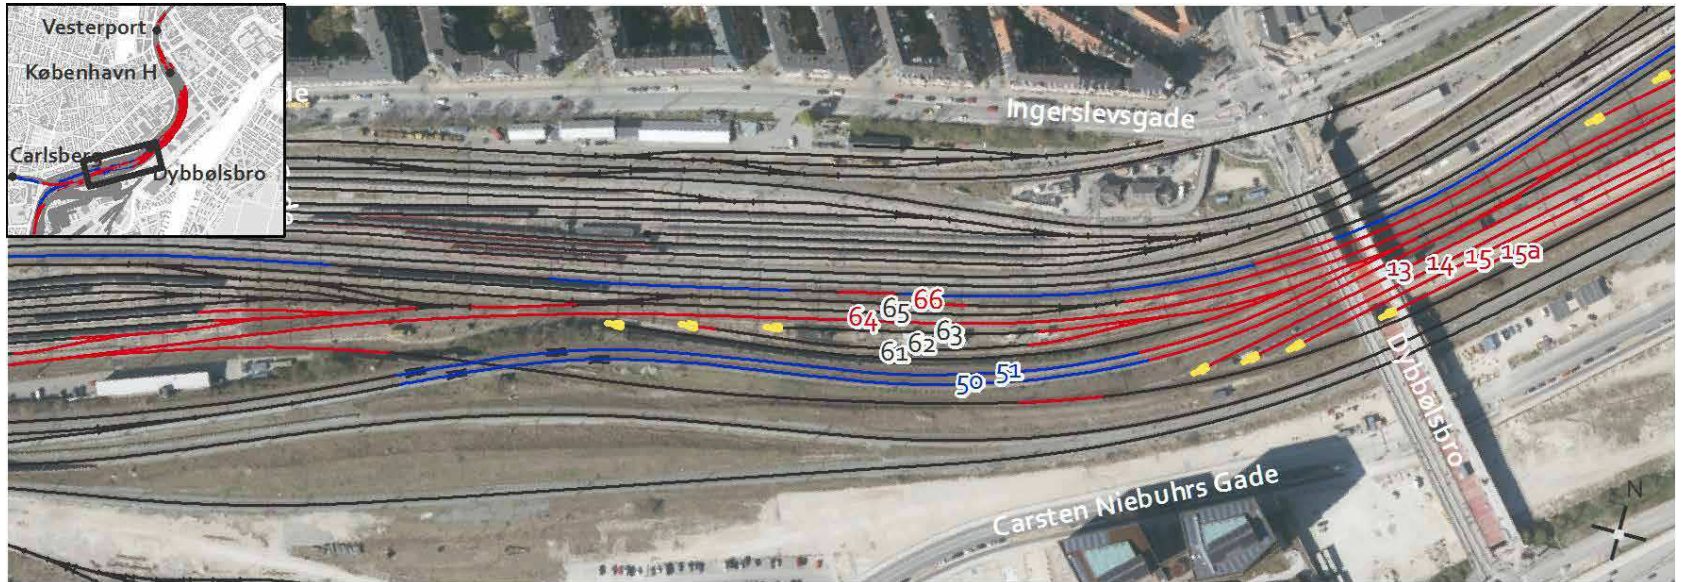 Vesterport
København H
Carlsberg
Dybbølsbro
Ingerslevsgade
13 14 15 15a
64 65 66
61 62 63
50 51
Dybbølsbro
Carsten Niebuhrs Gade
N